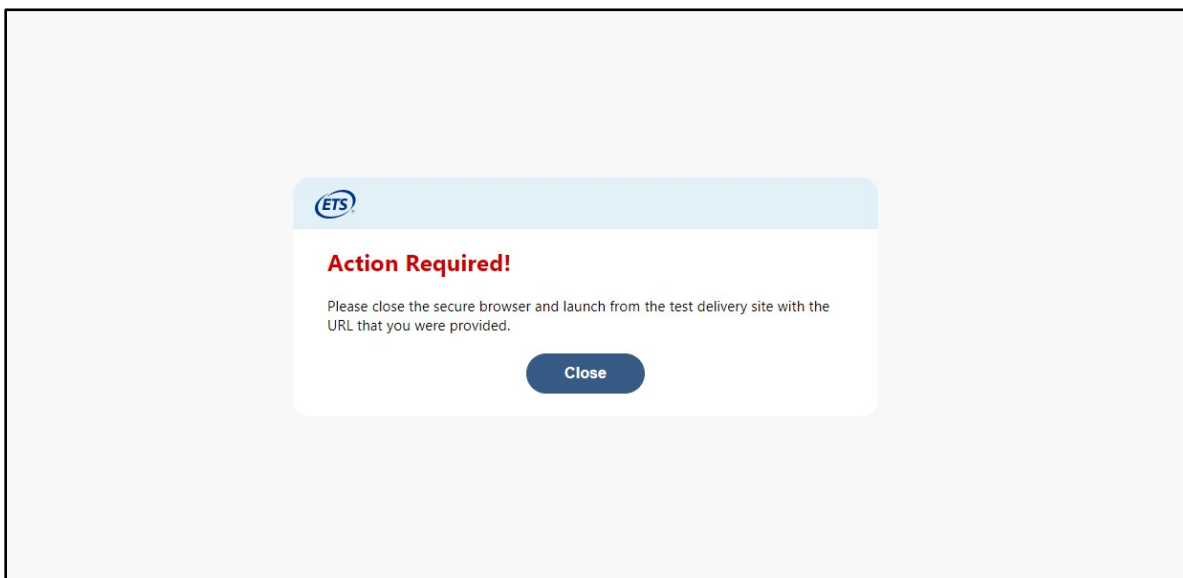 ETS®
Action Required!
Please close the secure browser and launch from the test delivery site with the
URL that you were provided.
Close